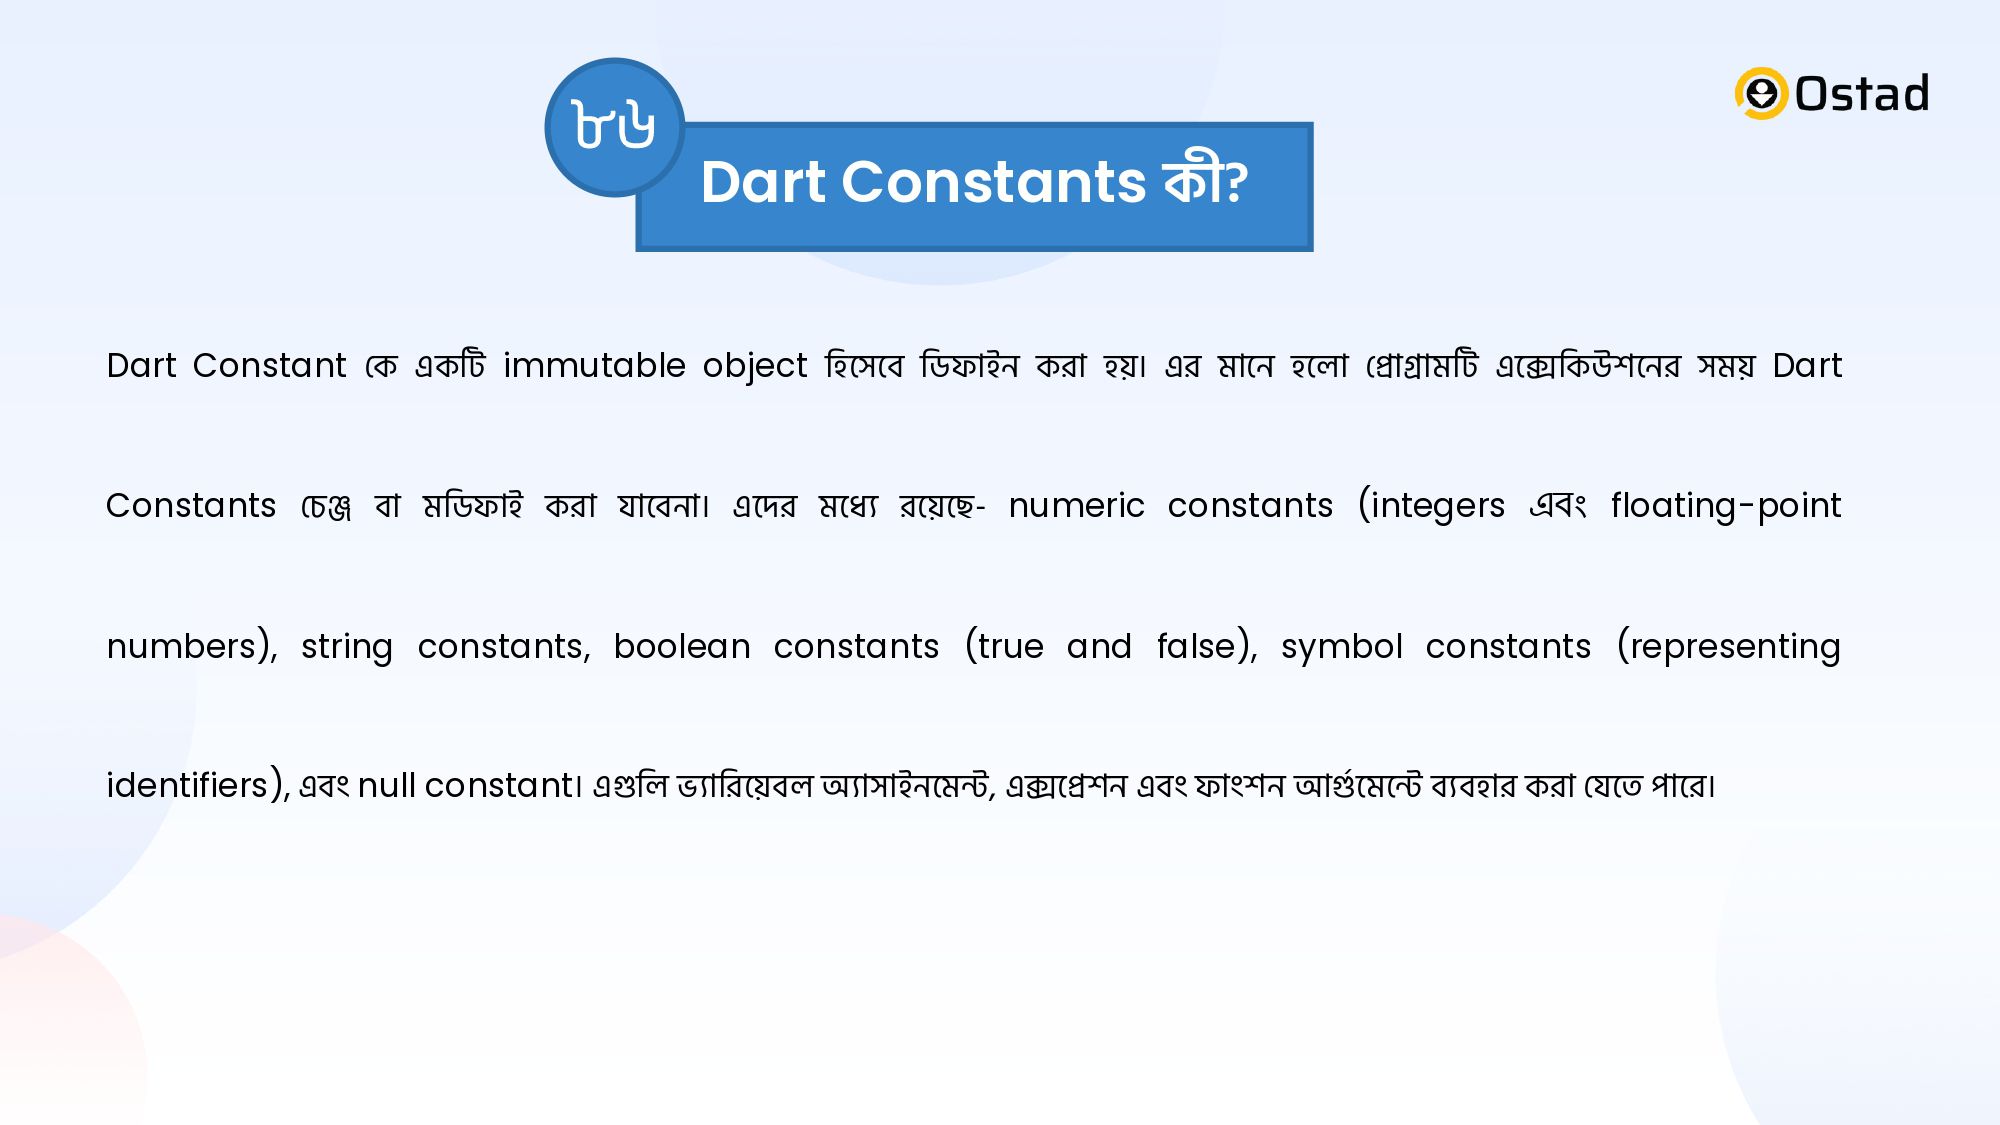 ৮৬
Ostad
Dart Constants কী?
Dart Constant কে একটি immutable object হিসেবে ডিফাইন করা হয়। এর মানে হলো প্রোগ্রামটি এক্সেকিউশনের সময় Dart
Constants চেঞ্জ বা মডিফাই করা যাবেনা। এদের মধ্যে রয়েছে- numeric constants (integers এবং floating-point
numbers), string constants, boolean constants (true and false), symbol constants (representing
identifiers), এবং null constant। এগুলি ভ্যারিয়েবল অ্যাসাইনমেন্ট, এক্সপ্রেশন এবং ফাংশন আর্গুমেন্টে ব্যবহার করা যেতে পারে।